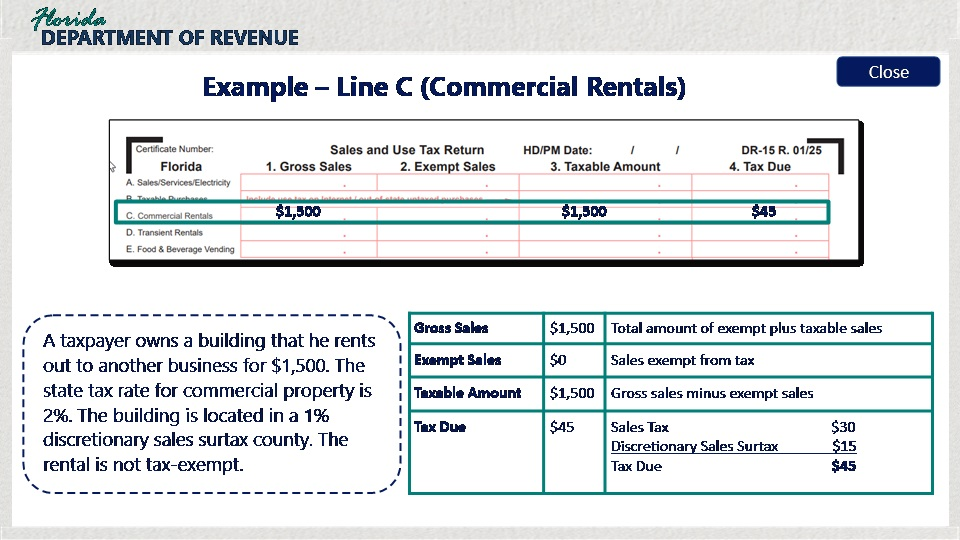 Florida
DEPARTMENT OF REVENUE
Close
Example – Line C (Commercial Rentals)
Certificate Number: Sales and Use Tax Return HD/PM Date: / / DR-15 R. 01/25
Florida 1. Gross Sales 2. Exempt Sales 3. Taxable Amount 4. Tax Due
A. Sales/Services/Electricity . . . .
B. Taxable Purchases Include use tax on Internet / out-of-state untaxed purchases
C. Commercial Rentals $1,500 $1,500 $45
D. Transient Rentals . . . .
E. Food & Beverage Vending . . . .
A taxpayer owns a building that he rents
out to another business for $1,500. The
state tax rate for commercial property is
2%. The building is located in a 1%
discretionary sales surtax county. The
rental is not tax-exempt.
Gross Sales $1,500 Total amount of exempt plus taxable sales
Exempt Sales $0 Sales exempt from tax
Taxable Amount $1,500 Gross sales minus exempt sales
Tax Due $45 Sales Tax $30
Discretionary Sales Surtax $15
Tax Due $45